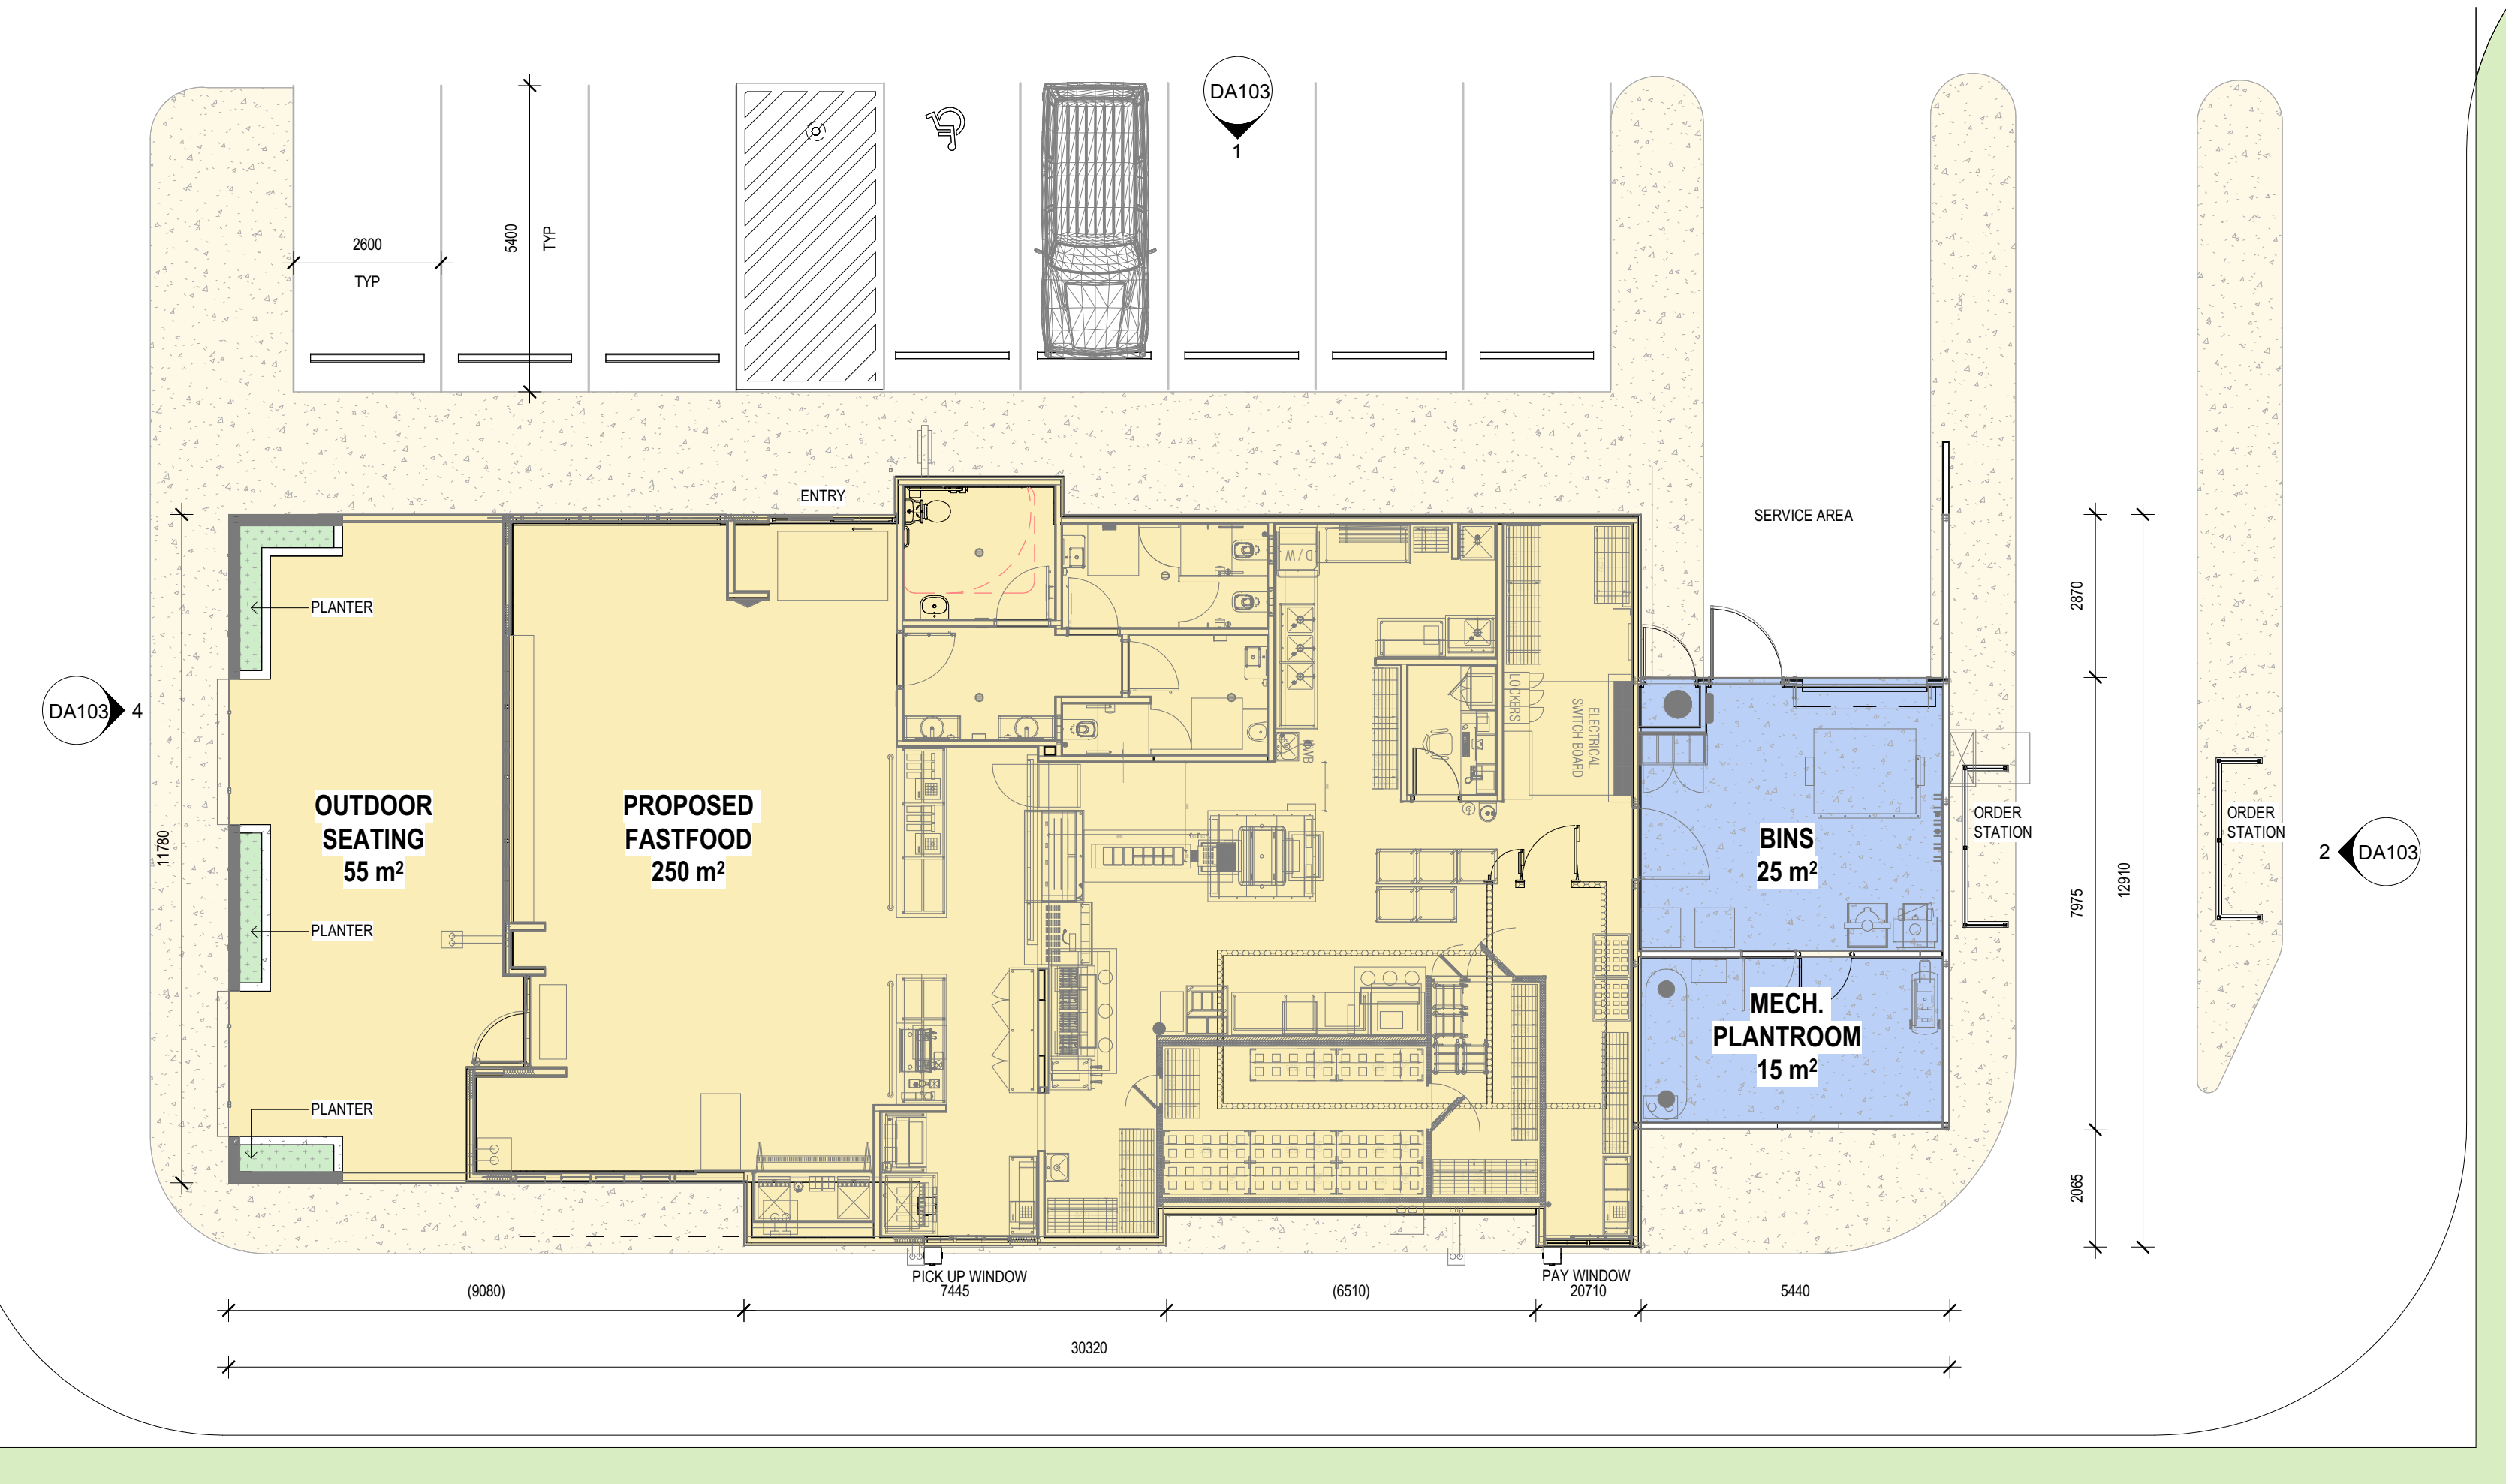 DA103
1
2600
TYP
5400
TYP
ENTRY
SERVICE AREA
D/W
PLANTER
2870
DA103
4
LOCKERS
ELECTRICAL
SWITCH BOARD
OUTDOOR
SEATING
55 m²
PROPOSED
FASTFOOD
250 m²
BINS
25 m²
ORDER
STATION
ORDER
STATION
2
DA103
11780
7975
12910
PLANTER
MECH.
PLANTROOM
15 m²
PLANTER
2065
PICK UP WINDOW
PAY WINDOW
(9080)
7445
(6510)
20710
5440
30320